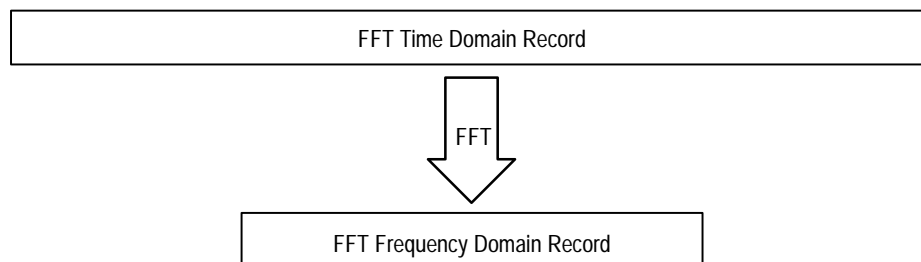 FFT Time Domain Record
FFT
FFT Frequency Domain Record